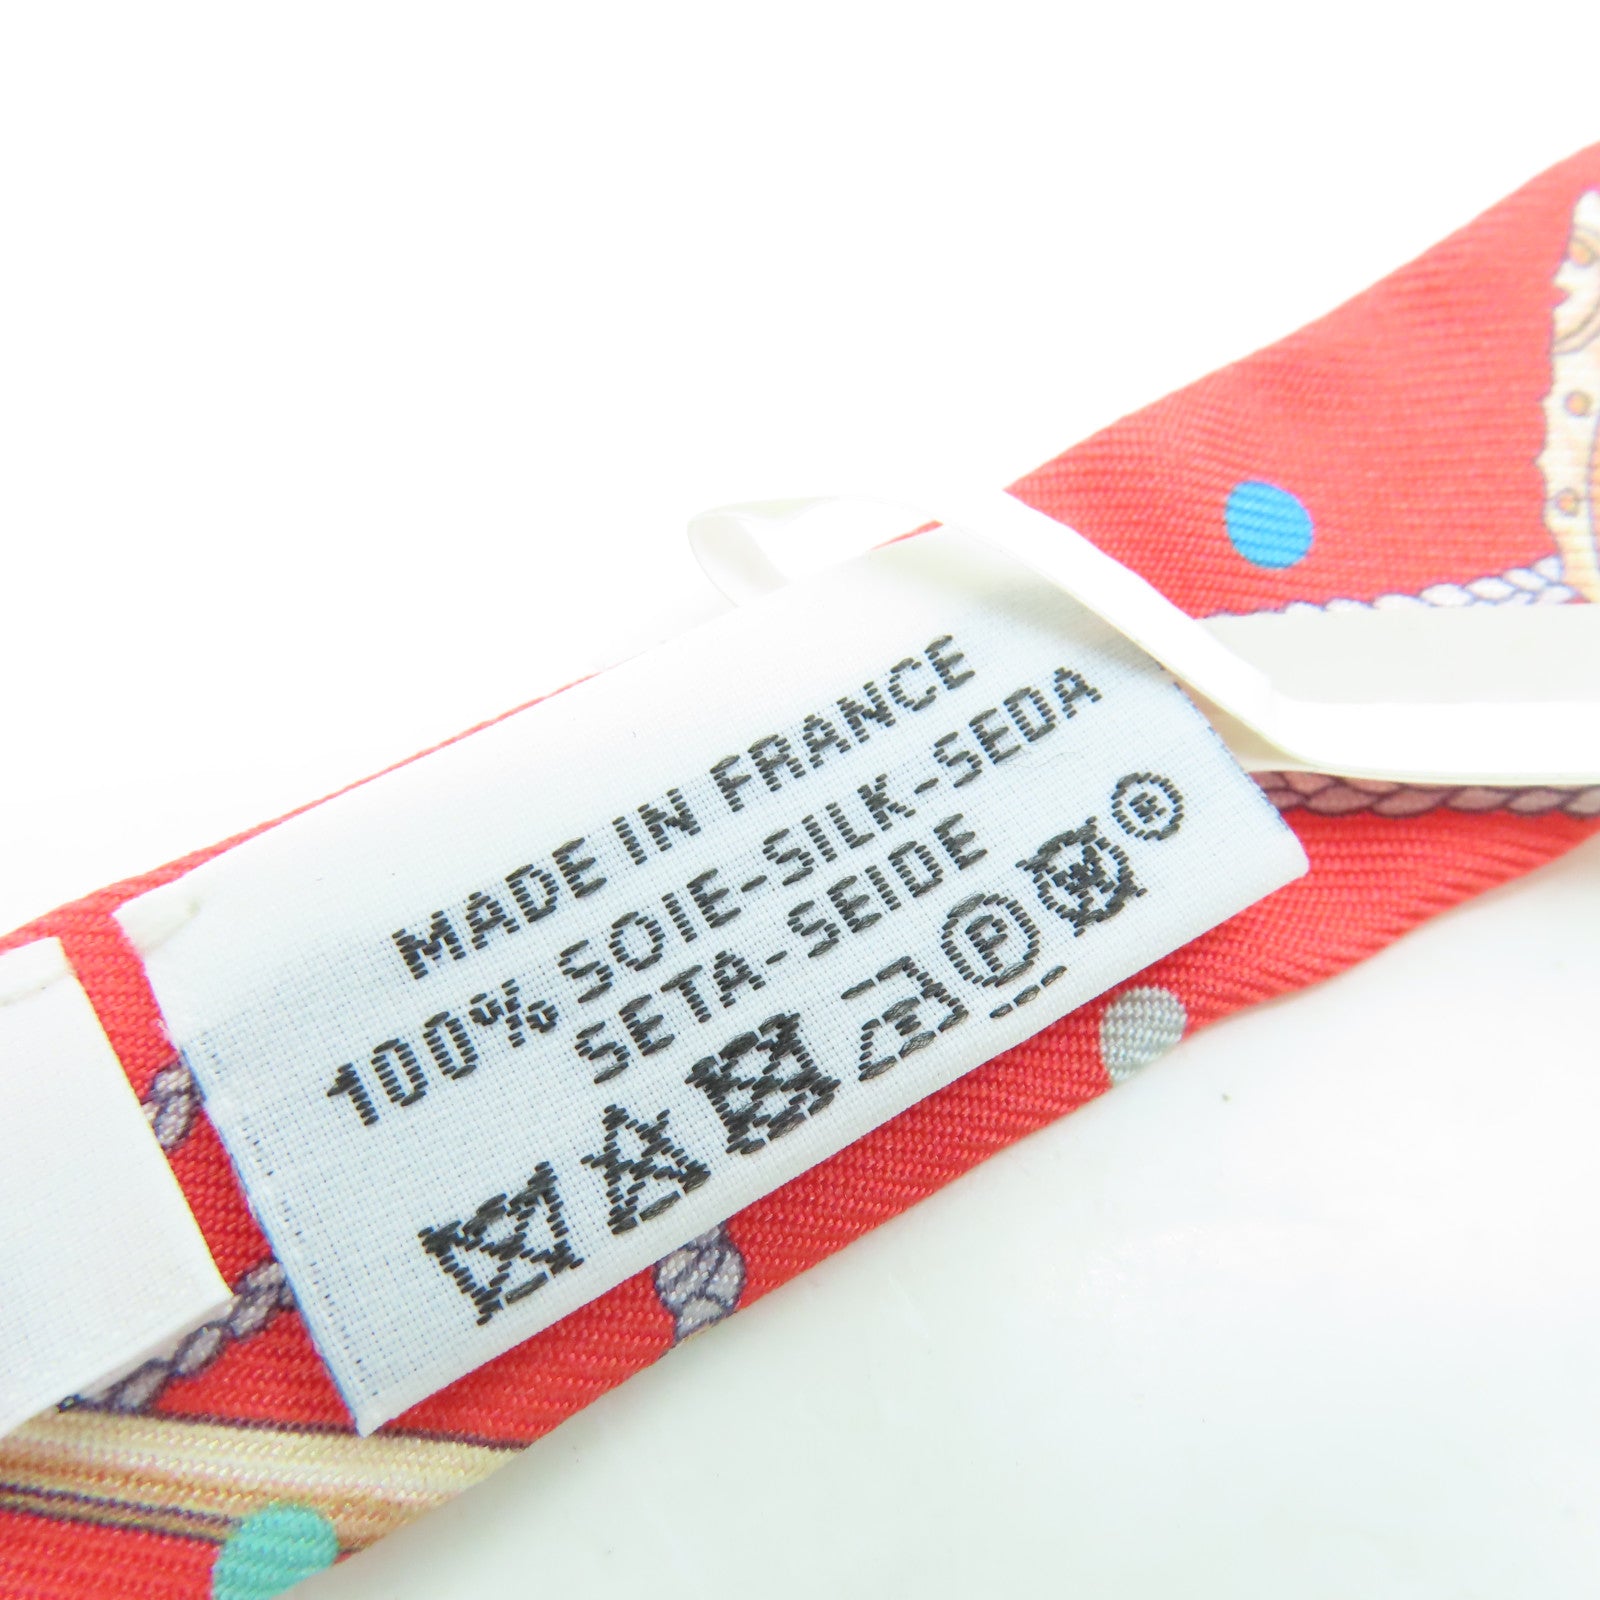 MADE IN FRANCE
100% SOIE-SILK-SEDA
SETA-SEIDE
P